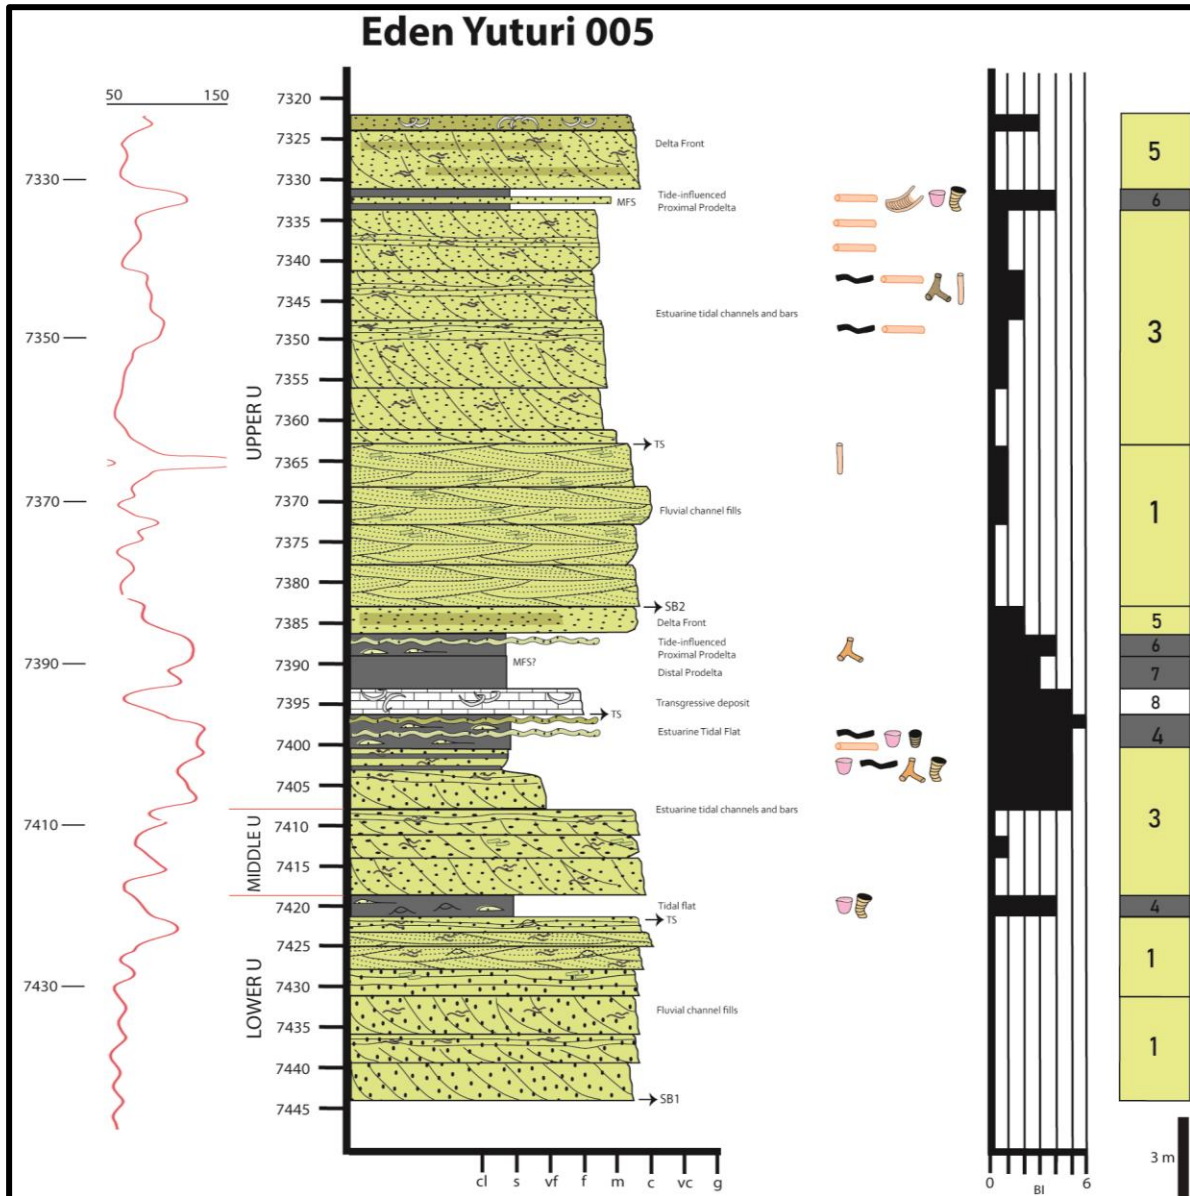 Eden Yuturi 005
50 150
7320
7325
7330
7335
7340
7345
7350
7355
7360
7365
7370
7375
7380
7385
7390
7395
7400
7405
7410
7415
7420
7425
7430
7435
7440
7445
7330
7350
7370
7390
7410
7430
UPPER U
MIDDLE U
LOWER U
Delta Front
Tide-influenced
Proximal Prodelta
MFS
Estuarine tidal channels and bars
TS
Fluvial channel fills
SB2
Delta Front
Tide-influenced
Proximal Prodelta
MFS?
Distal Prodelta
Transgressive deposit
TS
Estuarine Tidal Flat
Estuarine tidal channels and bars
Tidal flat
TS
Fluvial channel fills
SB1
cl s vf f m c vc g
0 6
BI
5
6
3
1
5
6
7
8
4
3
4
1
1
3 m